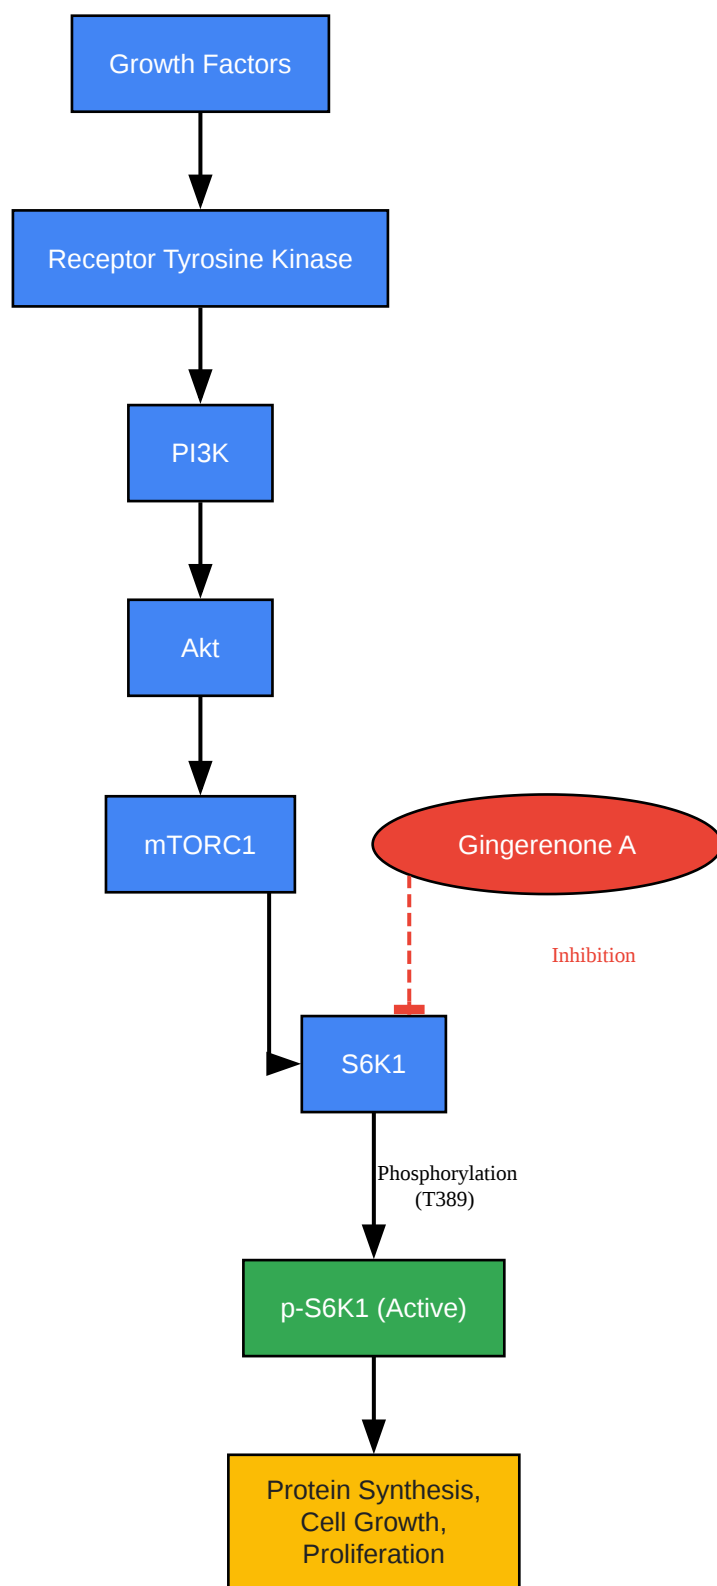 Growth Factors
Receptor Tyrosine Kinase
PI3K
Akt
mTORC1
Gingerenone A
Inhibition
S6K1
Phosphorylation
(T389)
p-S6K1 (Active)
Protein Synthesis,
Cell Growth,
Proliferation